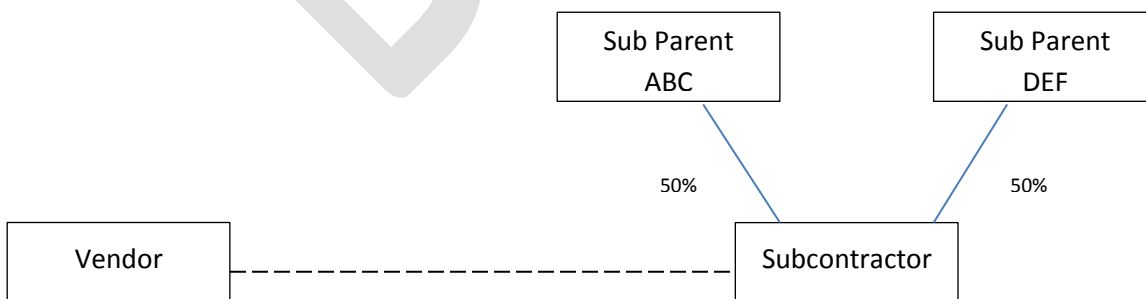 Sub Parent
ABC
Sub Parent
DEF
50%
50%
Vendor
Subcontractor